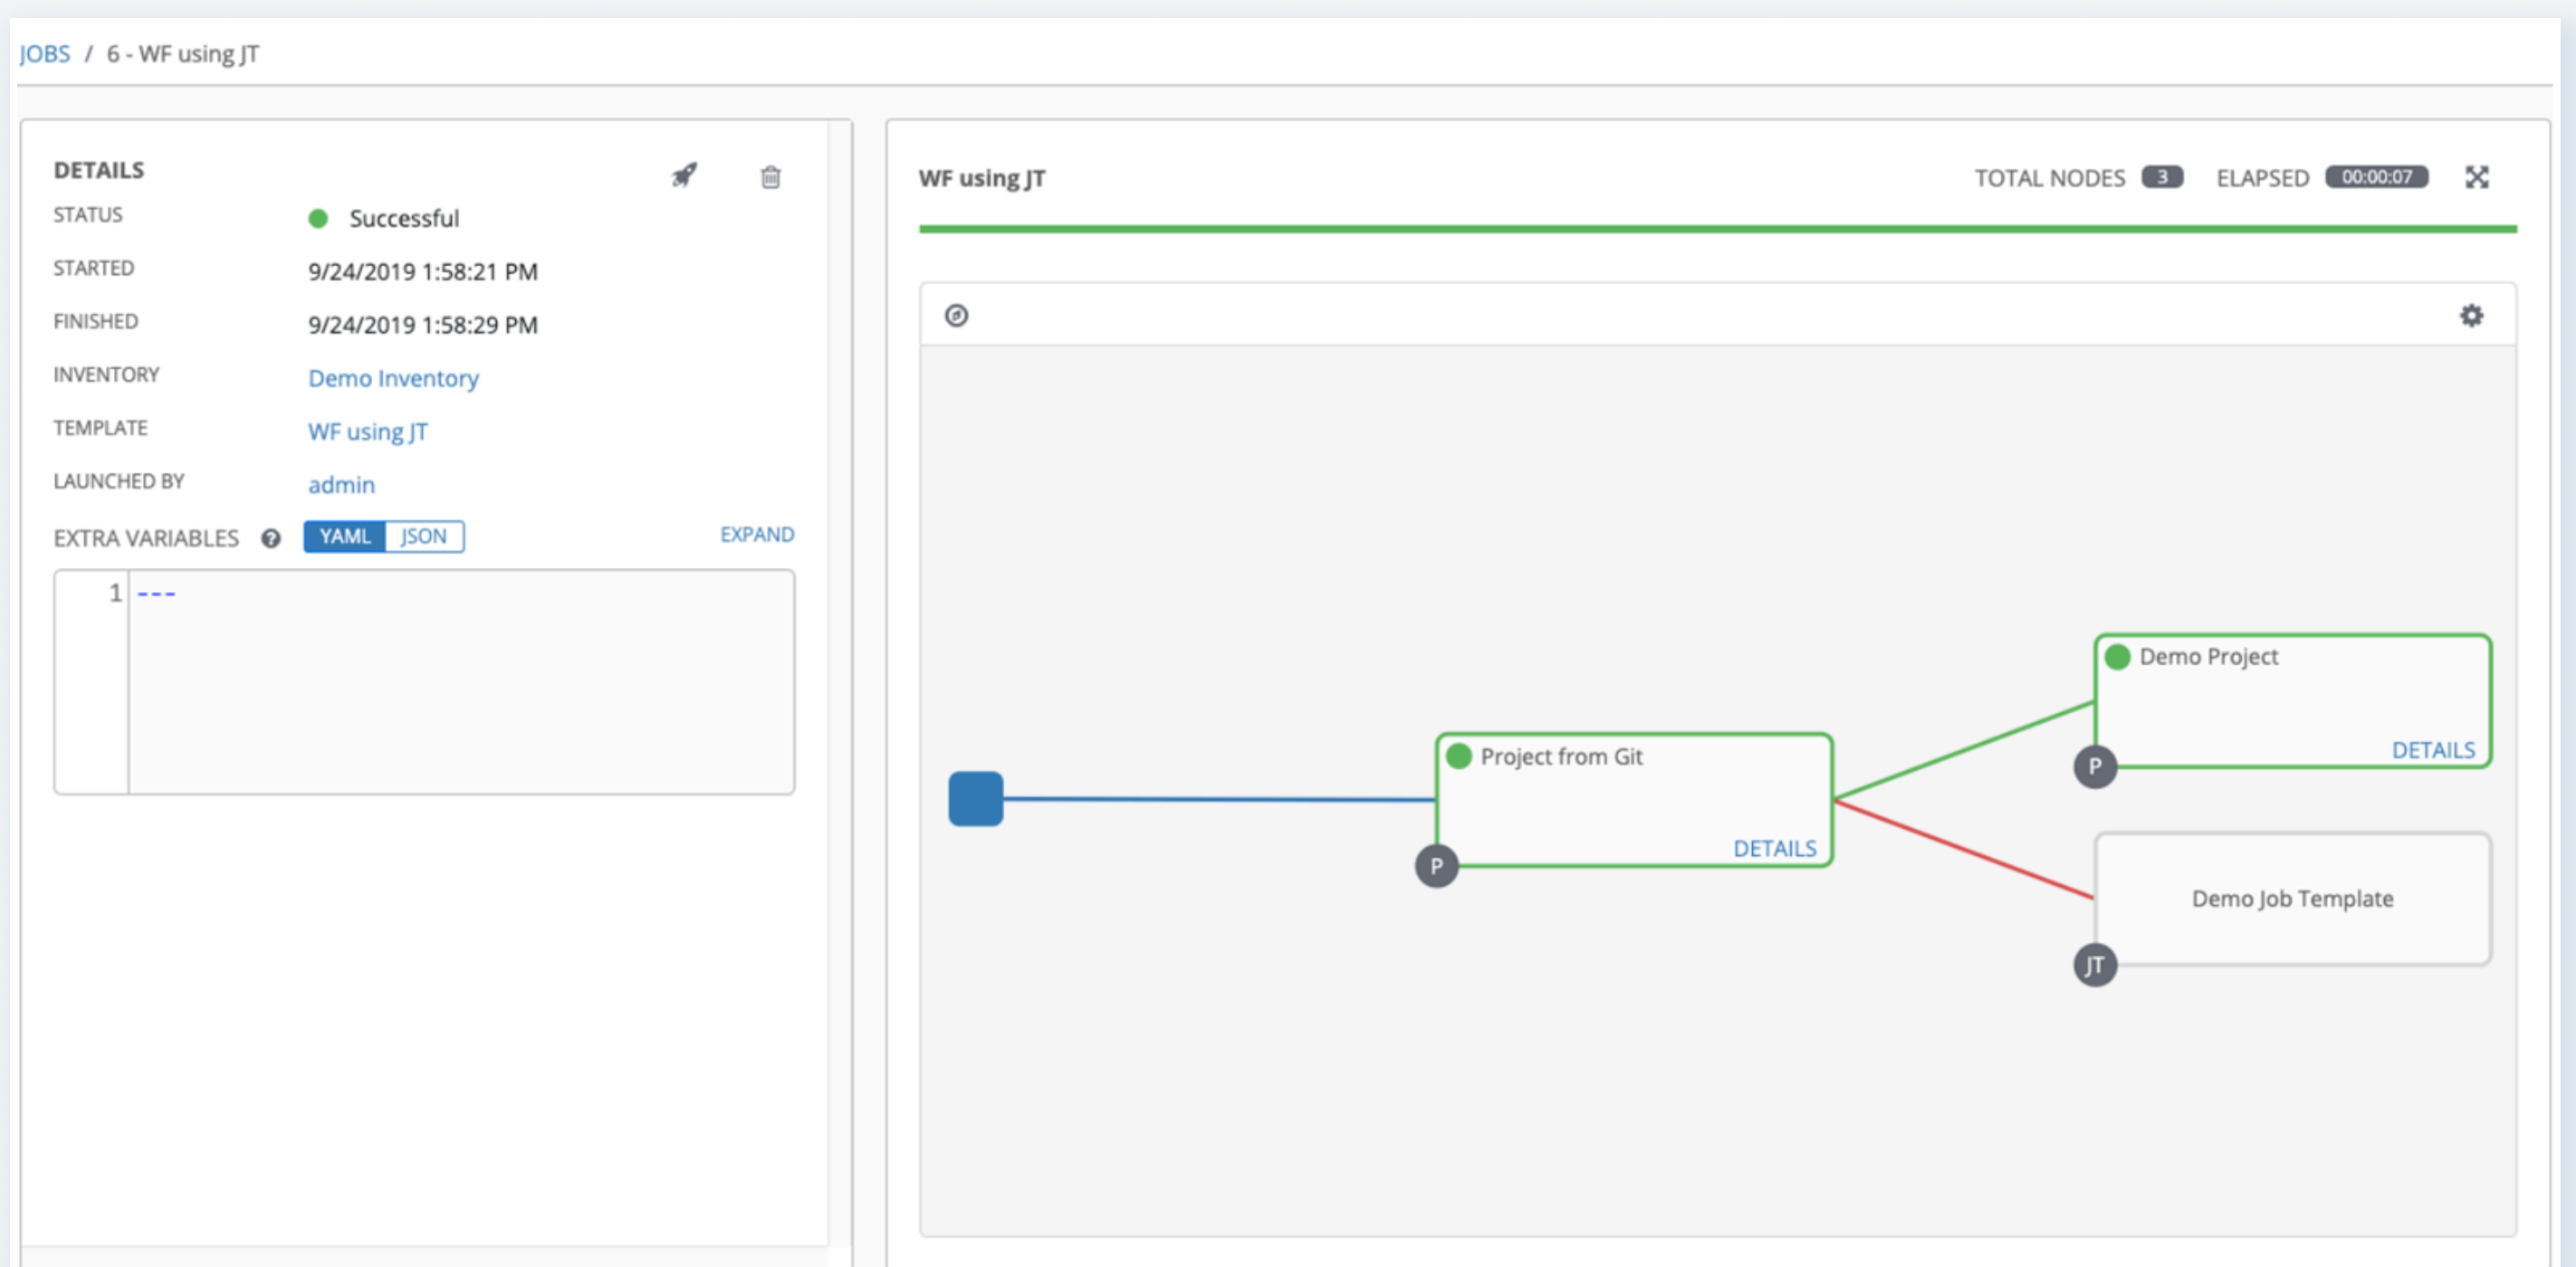 JOBS / 6 - WF using JT
DETAILS
STATUS Successful
STARTED 9/24/2019 1:58:21 PM
FINISHED 9/24/2019 1:58:29 PM
INVENTORY Demo Inventory
TEMPLATE WF using JT
LAUNCHED BY admin
EXTRA VARIABLES ? YAML JSON EXPAND
1 ---
WF using JT TOTAL NODES 3 ELAPSED 00:00:07
Demo Project
DETAILS
P
Project from Git
DETAILS
P
Demo Job Template
JT